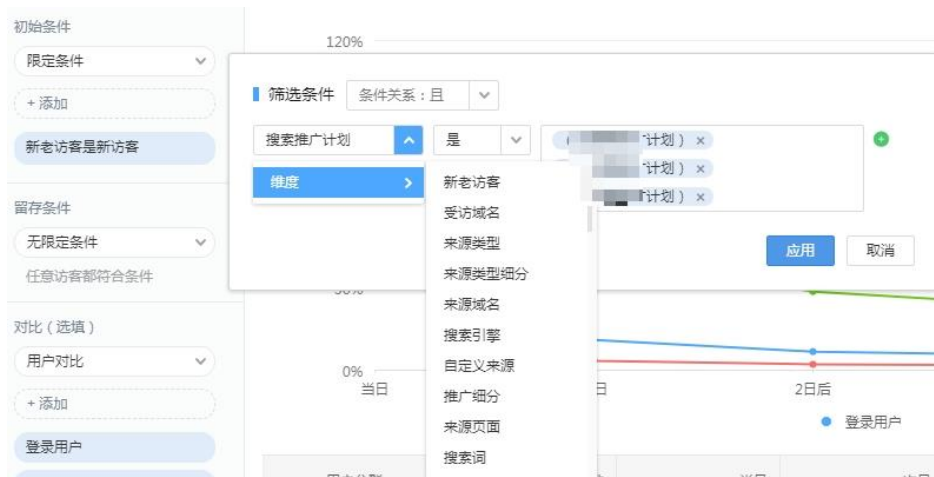 初始条件
限定条件
+ 添加
新老访客是新访客
留存条件
无限定条件
任意访客都符合条件
对比（选填）
用户对比
+ 添加
登录用户
120%
筛选条件 条件关系：且
搜索推广计划 是
计划） ×
计划） ×
计划） ×
维度
新老访客
受访域名
来源类型
来源类型细分
来源域名
搜索引擎
自定义来源
推广细分
来源页面
搜索词
应用 取消
0%
当日 日 2日后
登录用户